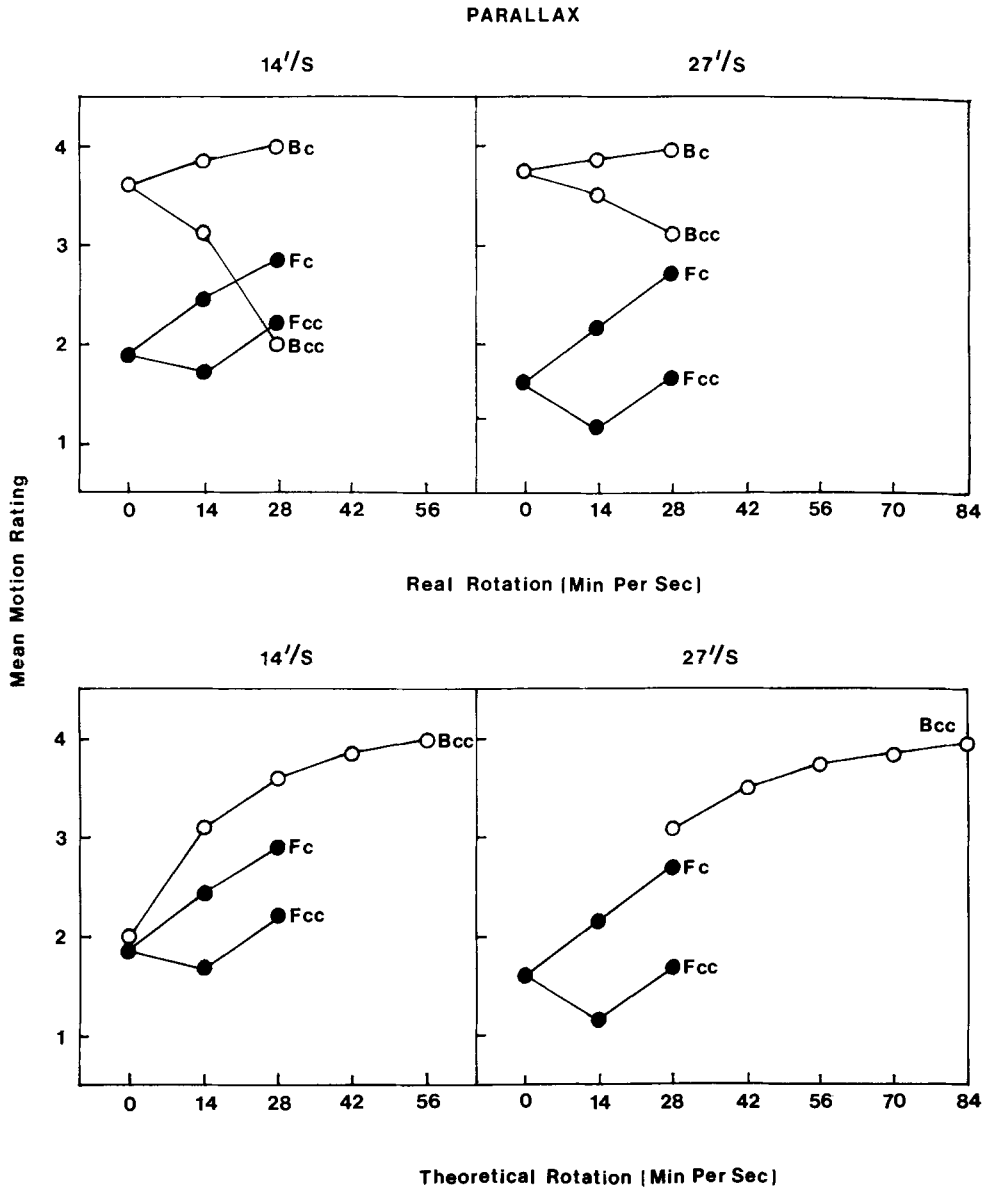 PARALLAX
14'/S 27'/S
4
3
2
1
Bc
Fc
Fcc
Bcc
Bc
Bcc
Fc
Fcc
0 14 28 42 56 0 14 28 42 56 70 84
Real Rotation (Min Per Sec)
Mean Motion Rating
14'/S 27'/S
4
3
2
1
Bcc
Fc
Fcc
Bcc
Fc
Fcc
0 14 28 42 56 0 14 28 42 56 70 84
Theoretical Rotation (Min Per Sec)